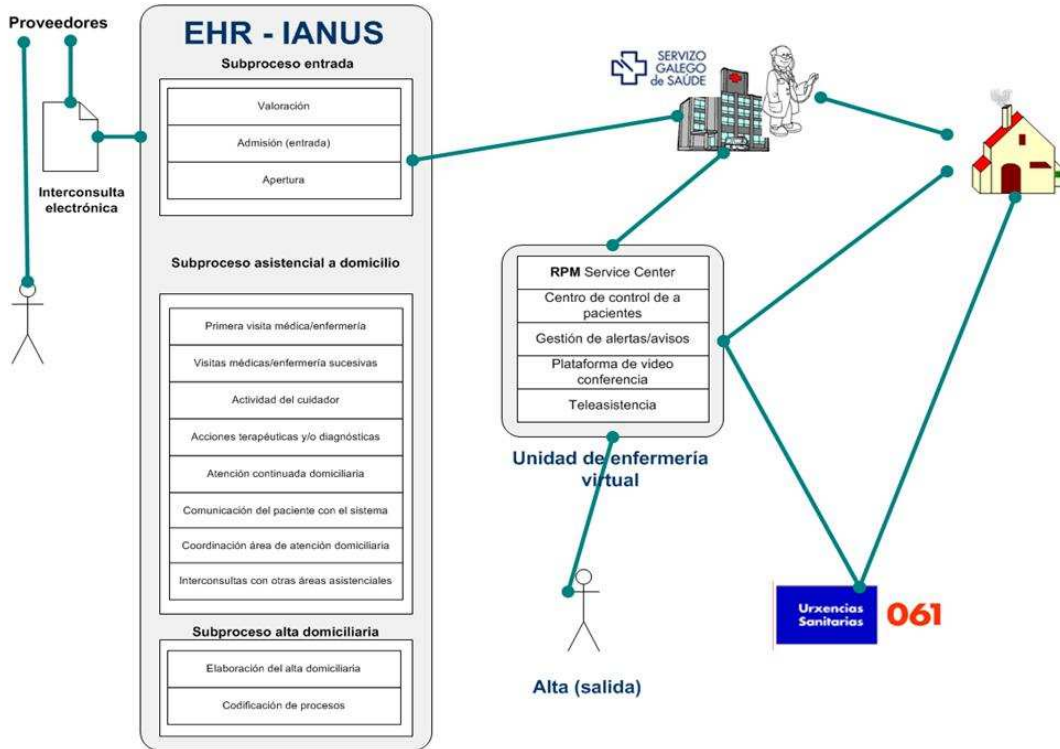 Proveedores
Interconsulta
electrónica
EHR - IANUS
Subproceso entrada
Valoración
Admisión (entrada)
Apertura
Subproceso asistencial a domicilio
Primera visita médica/enfermería
Visitas médicas/enfermería sucesivas
Actividad del cuidador
Acciones terapéuticas y/o diagnósticas
Atención continuada domiciliaria
Comunicación del paciente con el sistema
Coordinación área de atención domiciliaria
Interconsultas con otras áreas asistenciales
Subproceso alta domiciliaria
Elaboración del alta domiciliaria
Codificación de procesos
SERVIZO
GALEGO
de SAÚDE
RPM Service Center
Centro de control de a
pacientes
Gestión de alertas/avisos
Plataforma de video
conferencia
Teleasistencia
Unidad de enfermería
virtual
Alta (salida)
Urxencias
Sanitarias
061